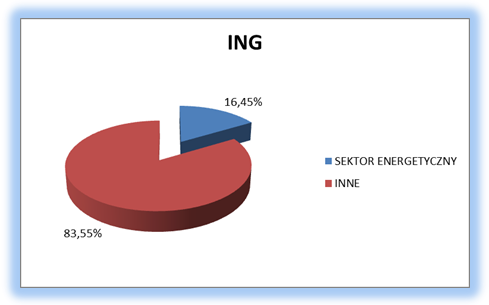 ING
16,45%
SEKTOR ENERGETYCZNY
INNE
83,55%